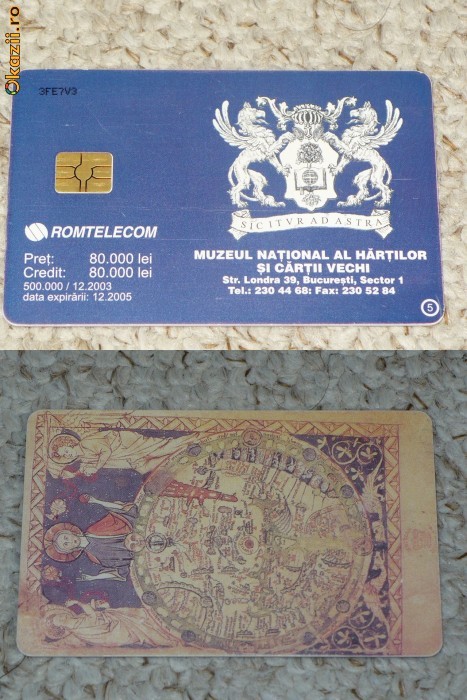 Okazii.ro
3FE7V3
SIC ITVR AD ASTRA
ROMTELECOM
Preț: 80.000 lei
Credit: 80.000 lei
500.000 / 12.2003
data expirării: 12.2005
MUZEUL NAȚIONAL AL HĂRȚILOR
ȘI CĂRȚII VECHI
Str. Londra 39, București, Sector 1
Tel.: 230 44 68: Fax: 230 52 84
5